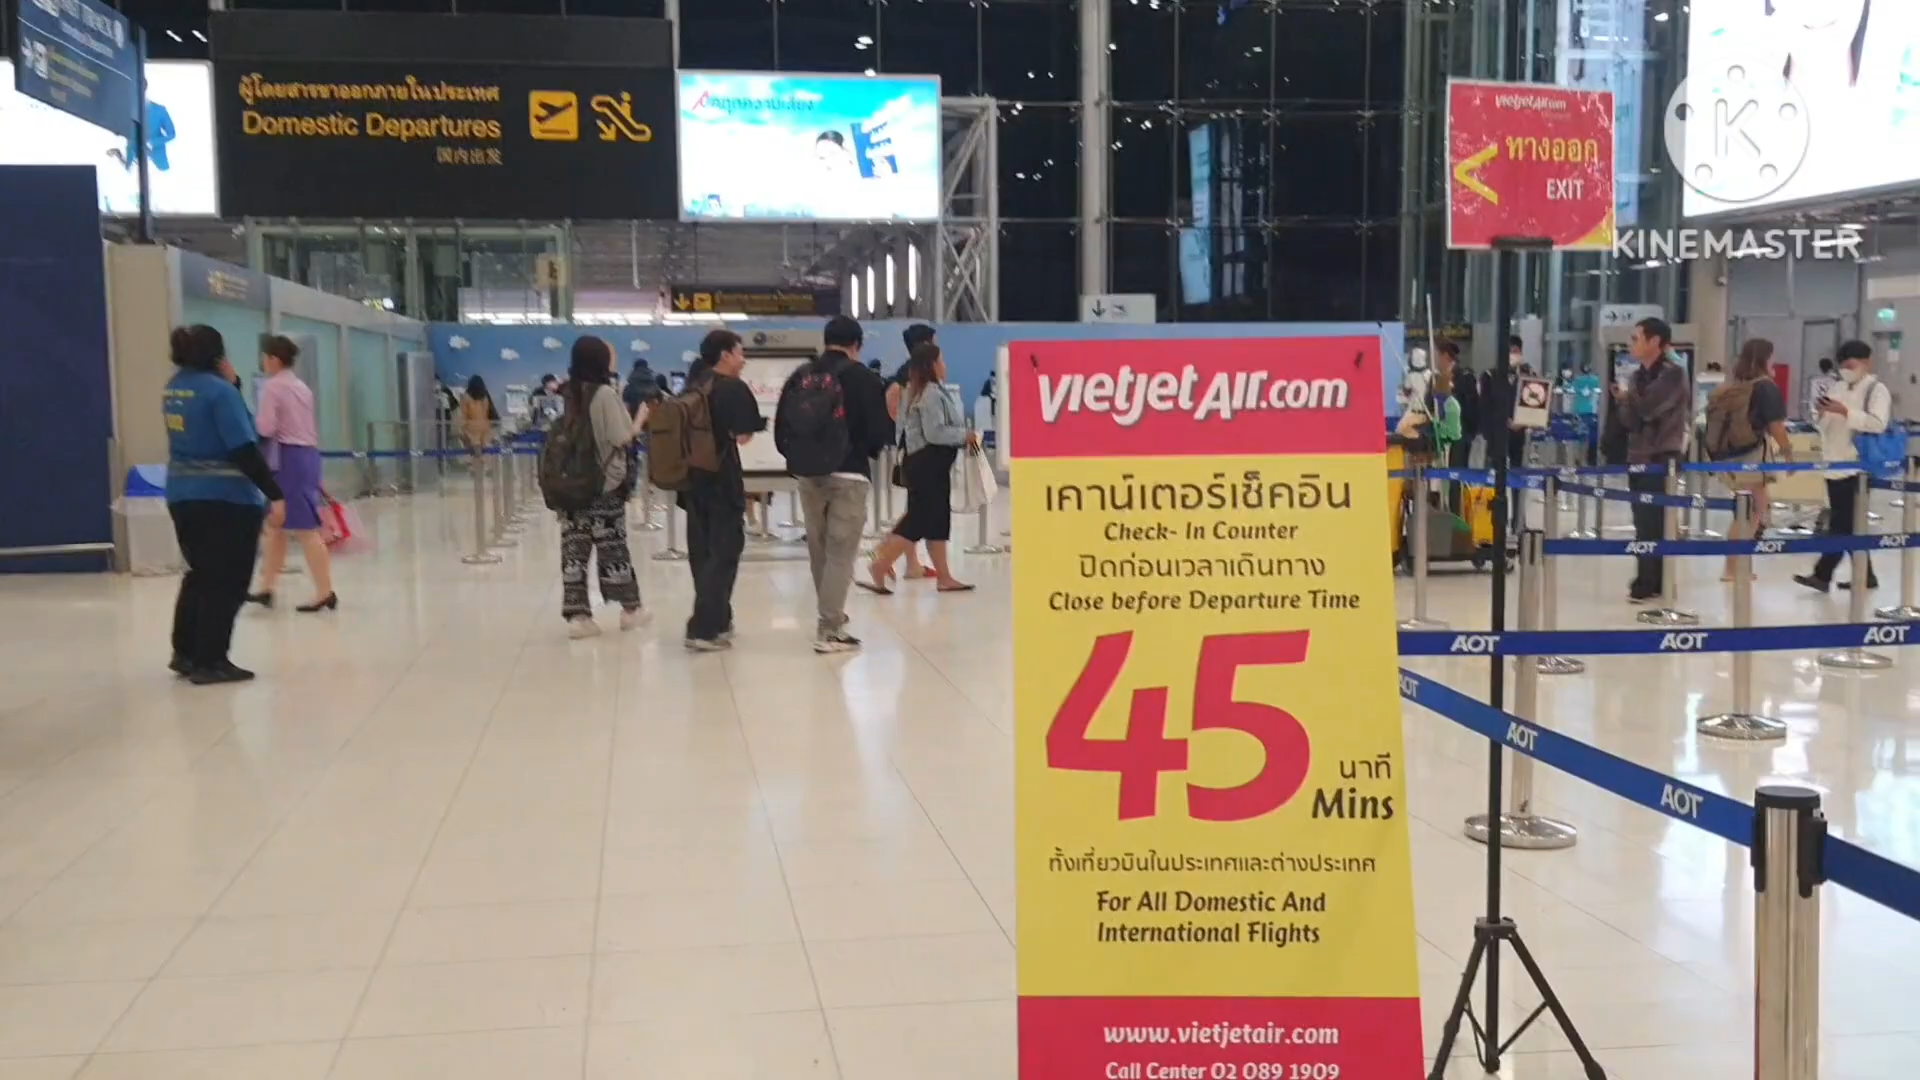 ผู้โดยสารขาออกภายในประเทศ
Domestic Departures
国内出发
vietjetAir.com
ทางออก
EXIT
KINEMASTER
vietjetAir.com
เคาน์เตอร์เช็คอิน
Check- In Counter
ปิดก่อนเวลาเดินทาง
Close before Departure Time
45
นาที
Mins
ทั้งเที่ยวบินในประเทศและต่างประเทศ
For All Domestic And
International Flights
www.vietjetair.com
Call Center 02 089 1909
AOT
AOT
AOT
AOT
AOT
AOT
AOT
AOT
AOT